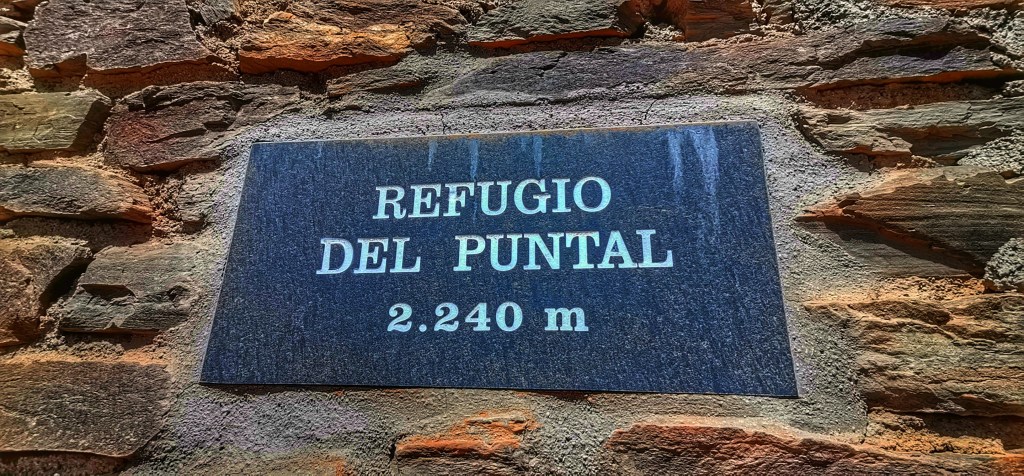 REFUGIO
DEL PUNTAL
2.240 m